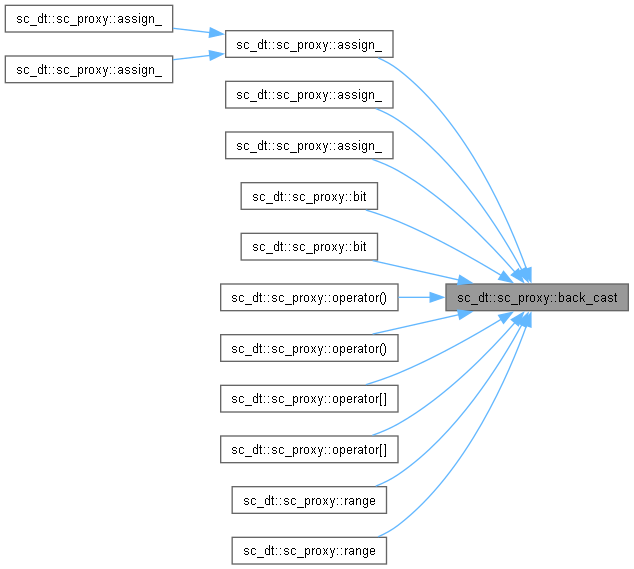 sc_dt::sc_proxy::assign_
sc_dt::sc_proxy::assign_
sc_dt::sc_proxy::assign_
sc_dt::sc_proxy::assign_
sc_dt::sc_proxy::assign_
sc_dt::sc_proxy::bit
sc_dt::sc_proxy::bit
sc_dt::sc_proxy::operator()
sc_dt::sc_proxy::back_cast
sc_dt::sc_proxy::operator()
sc_dt::sc_proxy::operator[]
sc_dt::sc_proxy::operator[]
sc_dt::sc_proxy::range
sc_dt::sc_proxy::range